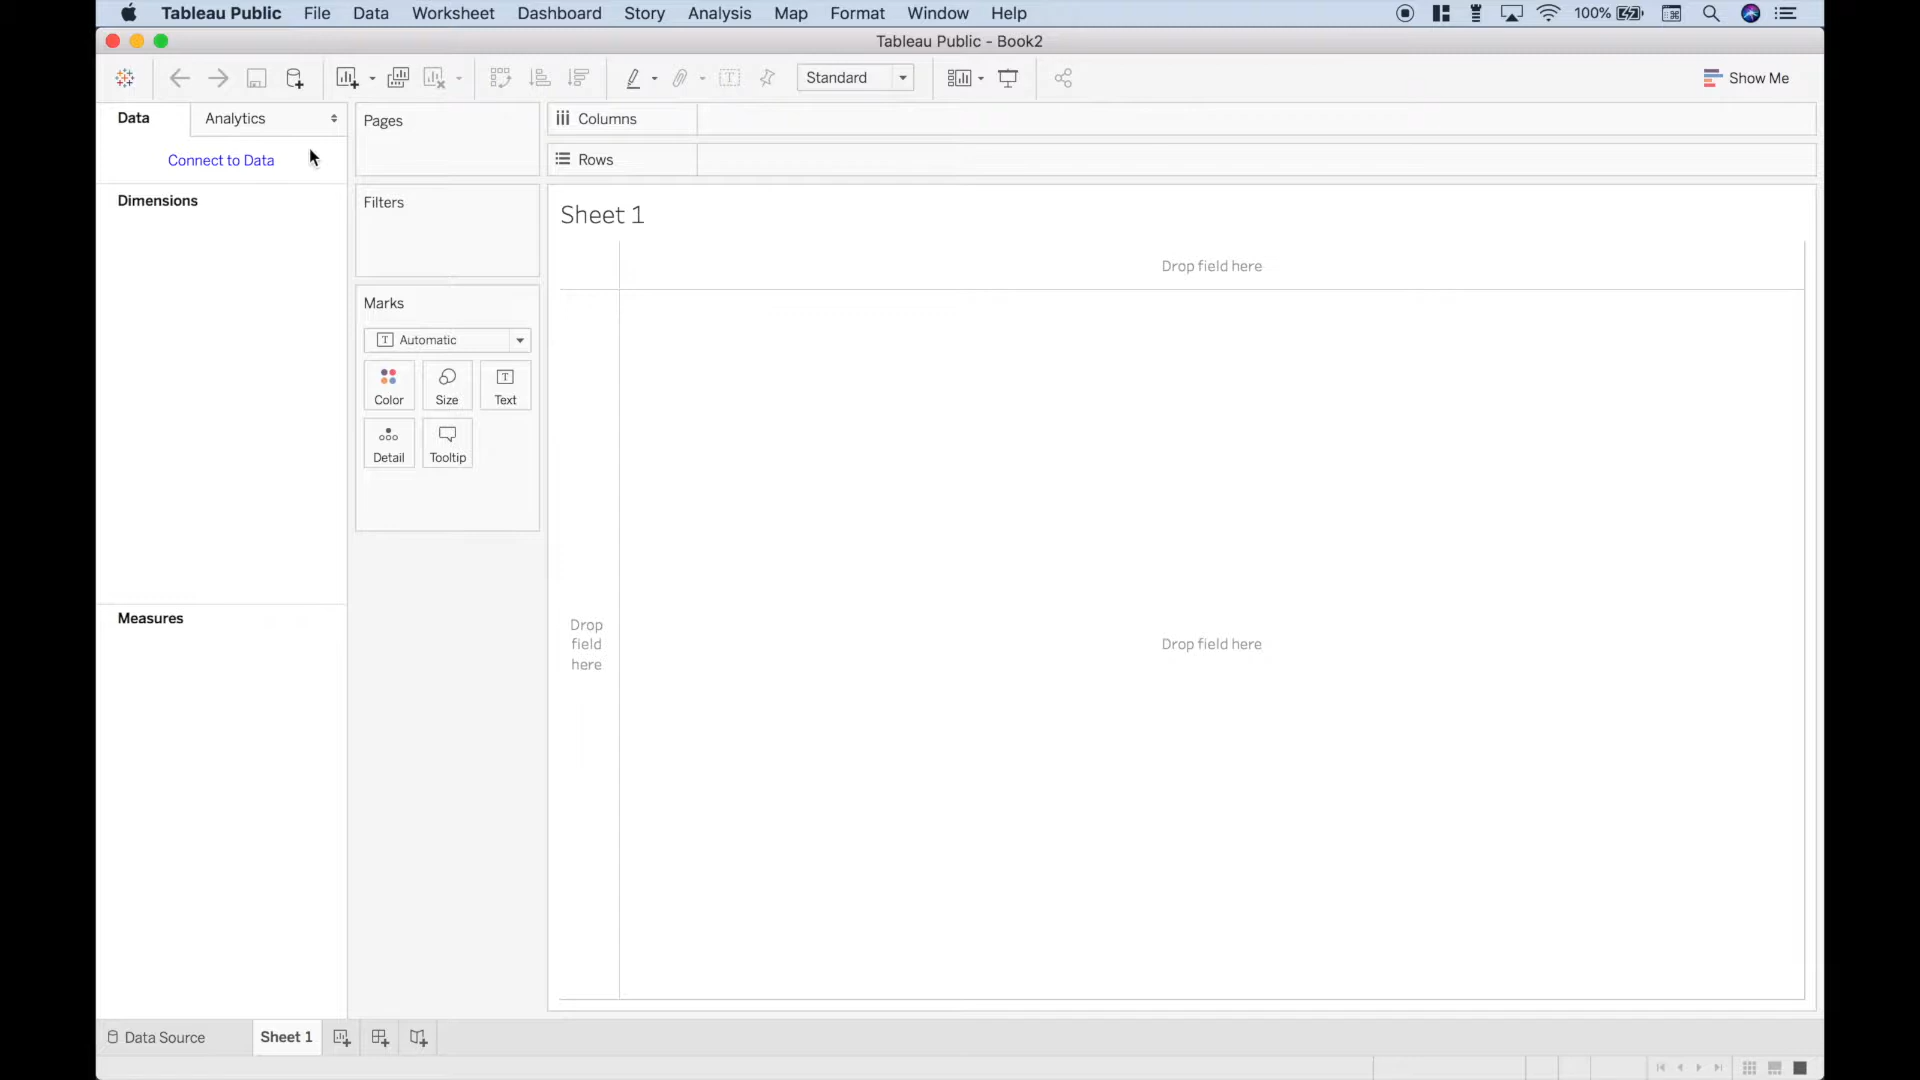 Tableau Public File Data Worksheet Dashboard Story Analysis Map Format Window Help 100%
Tableau Public - Book2
Standard Show Me
Data Analytics
Connect to Data
Dimensions
Measures
Pages
Filters
Marks
T Automatic
Color Size Text
Detail Tooltip
Columns
Rows
Sheet 1
Drop field here
Drop
field
here
Drop field here
Data Source Sheet 1